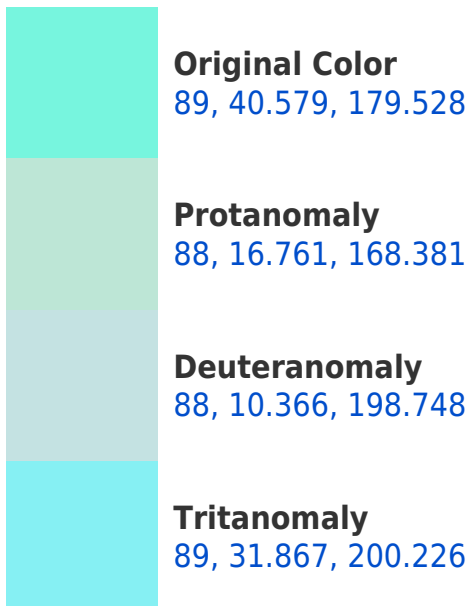 Original Color
89, 40.579, 179.528
Protanomaly
88, 16.761, 168.381
Deuteranomaly
88, 10.366, 198.748
Tritanomaly
89, 31.867, 200.226